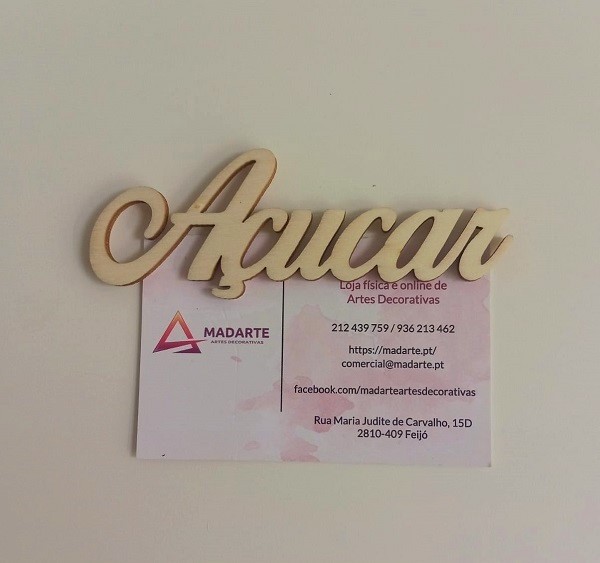 Açucar
MADARTE
ARTES DECORATIVAS
Loja física e online de
Artes Decorativas
212 439 759 / 936 213 462
https://madarte.pt/
comercial@madarte.pt
facebook.com/madarteartesdecorativas
Rua Maria Judite de Carvalho, 15D
2810-409 Feijó